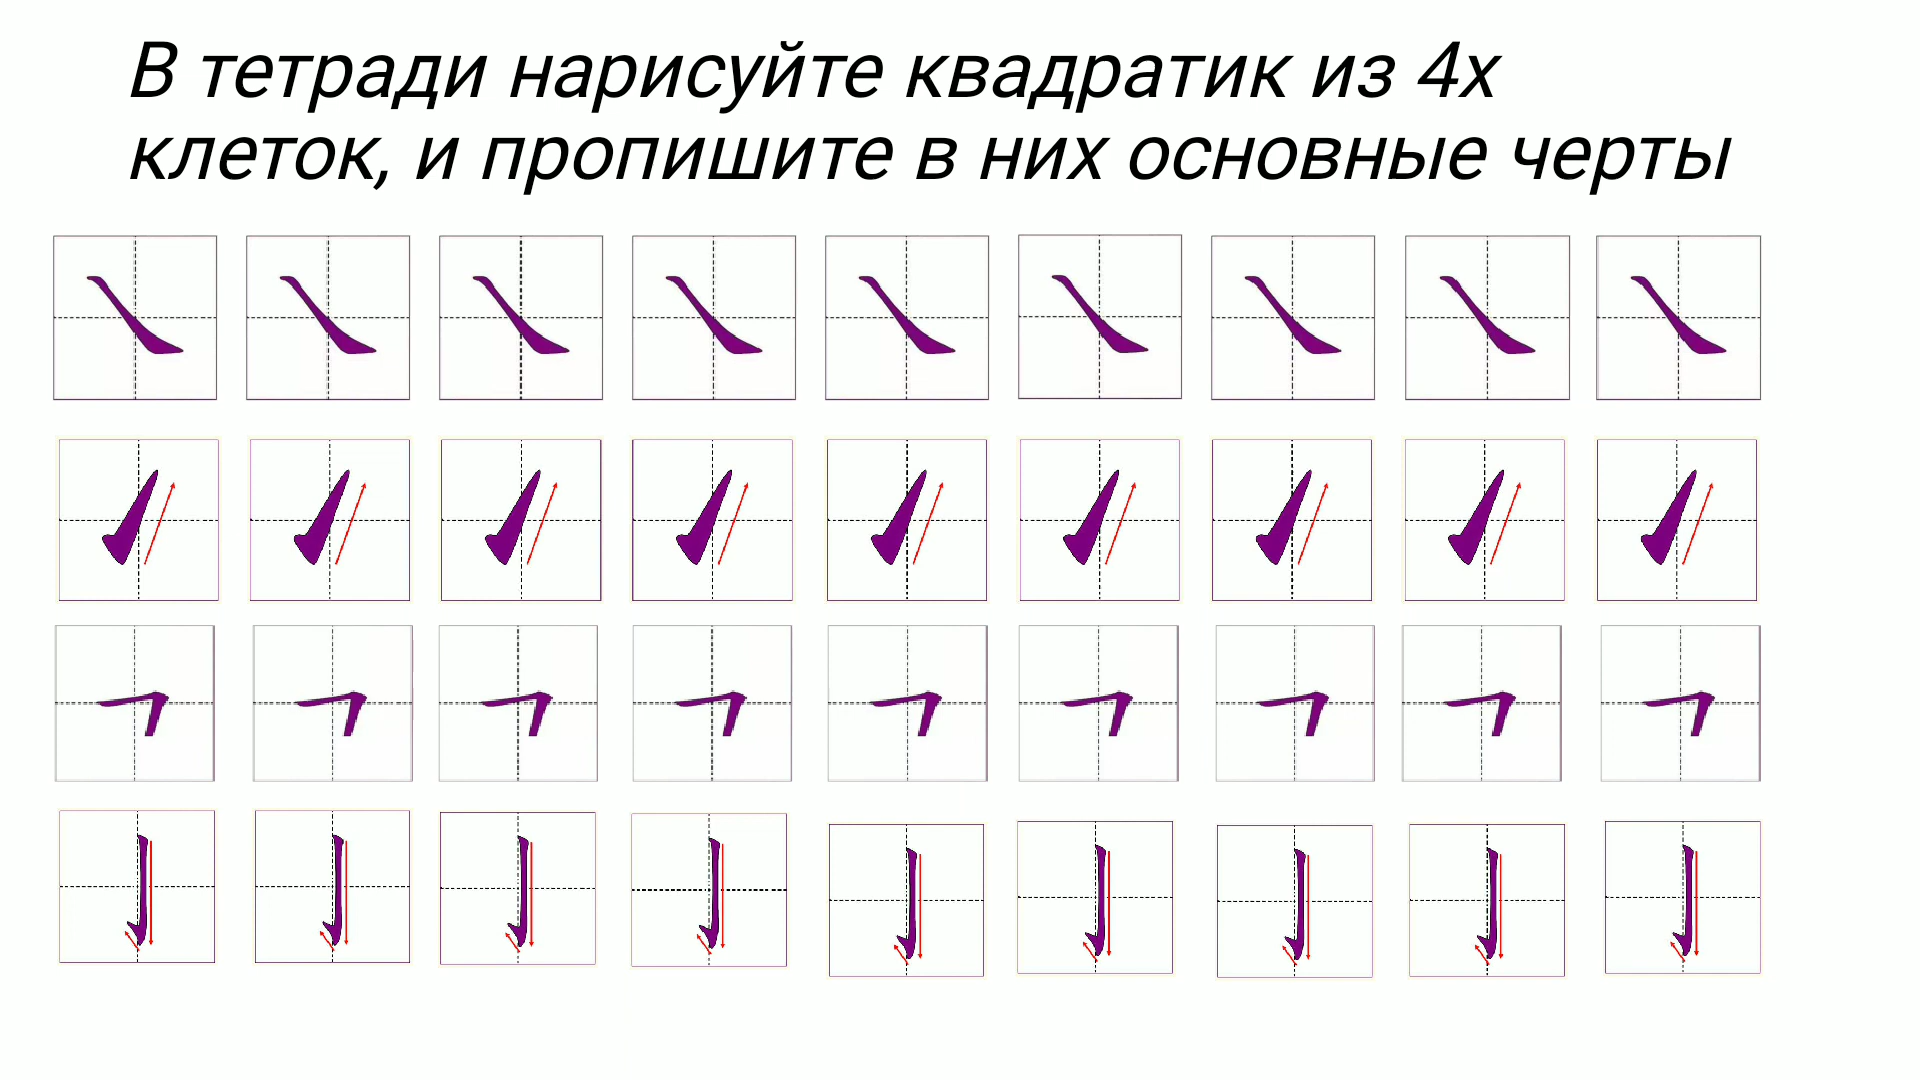 В тетради нарисуйте квадратик из 4х
клеток, и пропишите в них основные черты